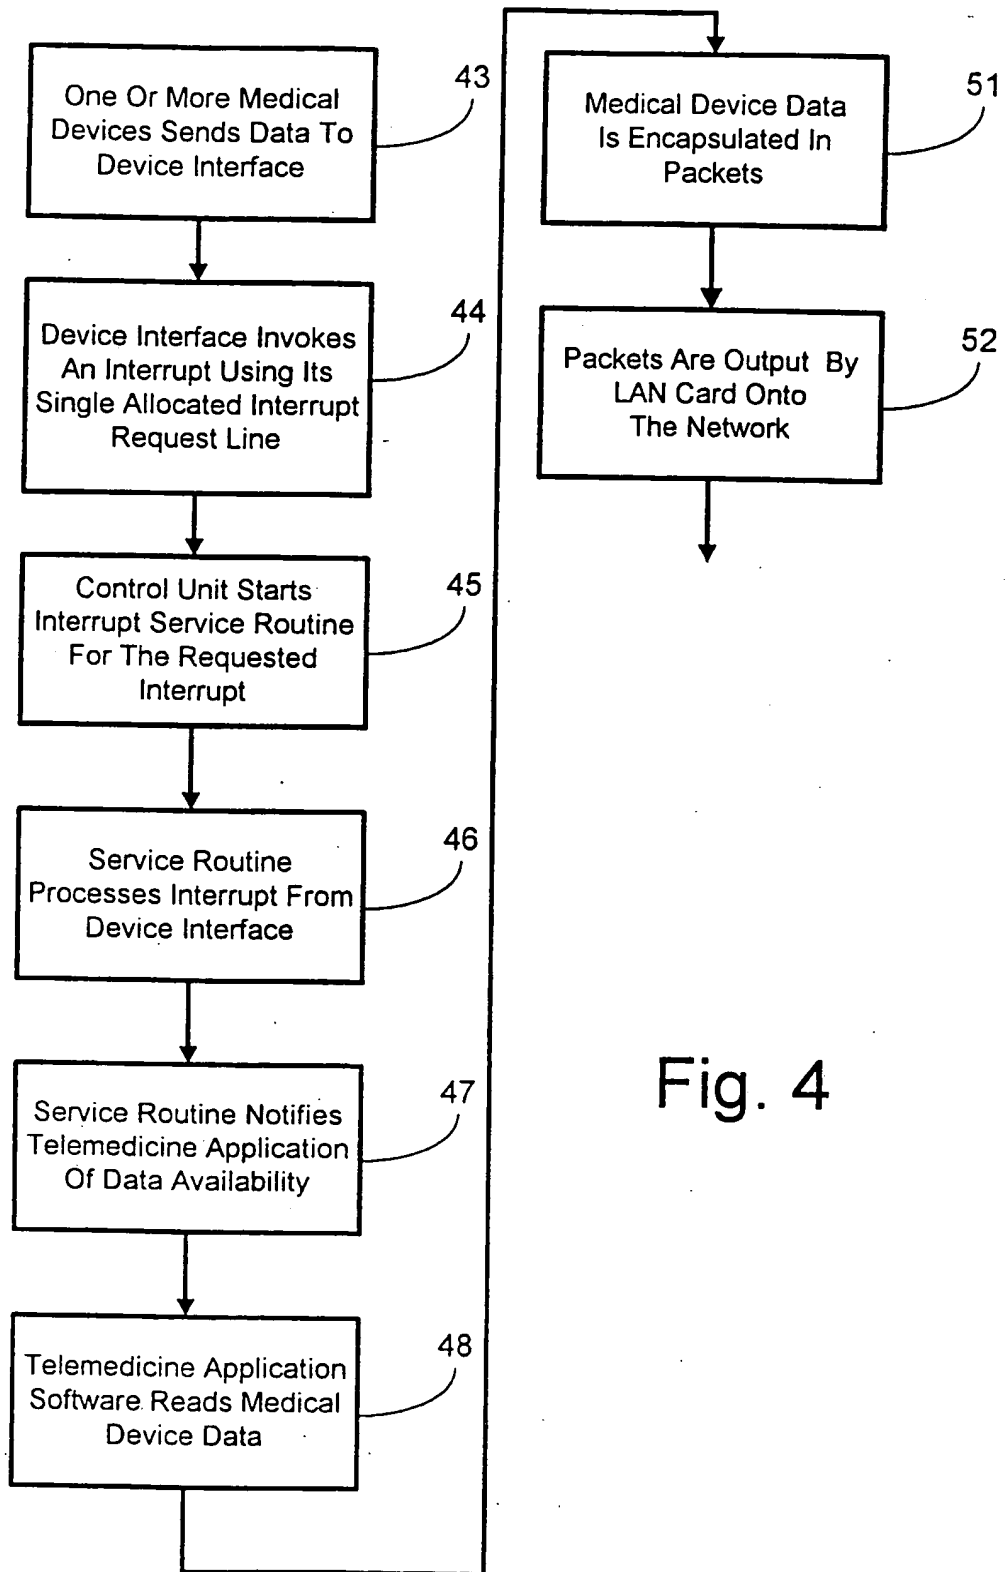 One Or More Medical
Devices Sends Data To
Device Interface
43
Device Interface Invokes
An Interrupt Using Its
Single Allocated Interrupt
Request Line
44
Control Unit Starts
Interrupt Service Routine
For The Requested
Interrupt
45
Service Routine
Processes Interrupt From
Device Interface
46
Service Routine Notifies
Telemedicine Application
Of Data Availability
47
Telemedicine Application
Software Reads Medical
Device Data
48
Medical Device Data
Is Encapsulated In
Packets
51
Packets Are Output By
LAN Card Onto
The Network
52
Fig. 4